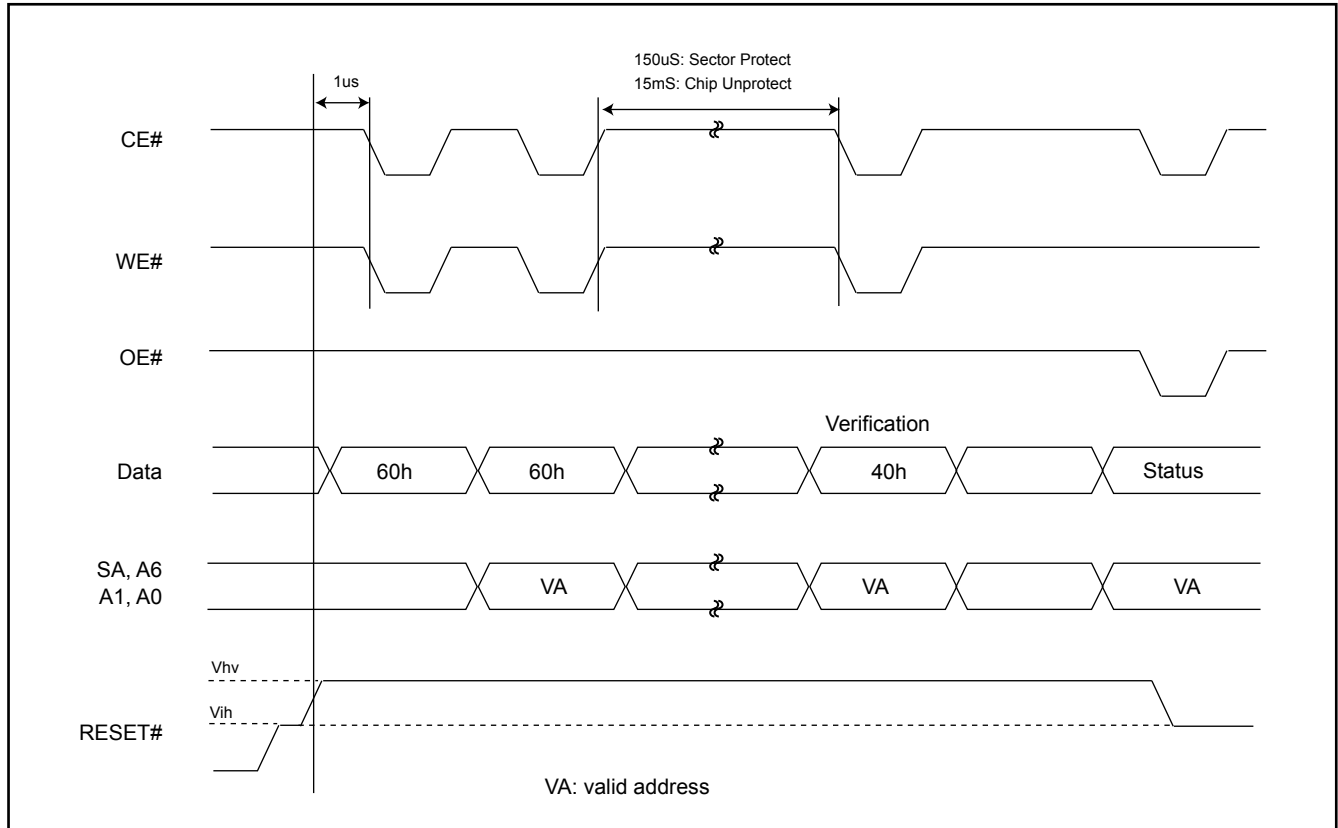 150uS: Sector Protect
15mS: Chip Unprotect
1us
CE#
WE#
OE#
Verification
Data
60h
60h
40h
Status
SA, A6
A1, A0
VA
VA
VA
Vhv
Vih
RESET#
VA: valid address